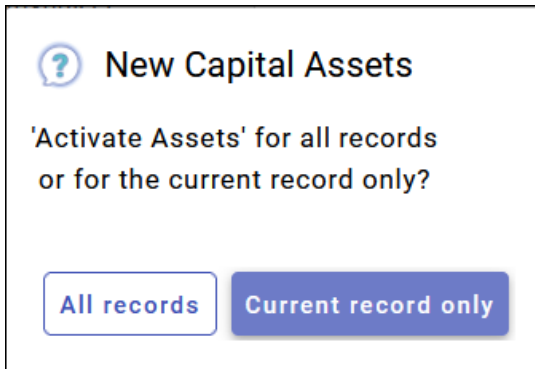 New Capital Assets
'Activate Assets' for all records
or for the current record only?
All records
Current record only